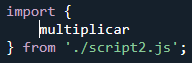 import {
    multiplicar
} from './script2.js';